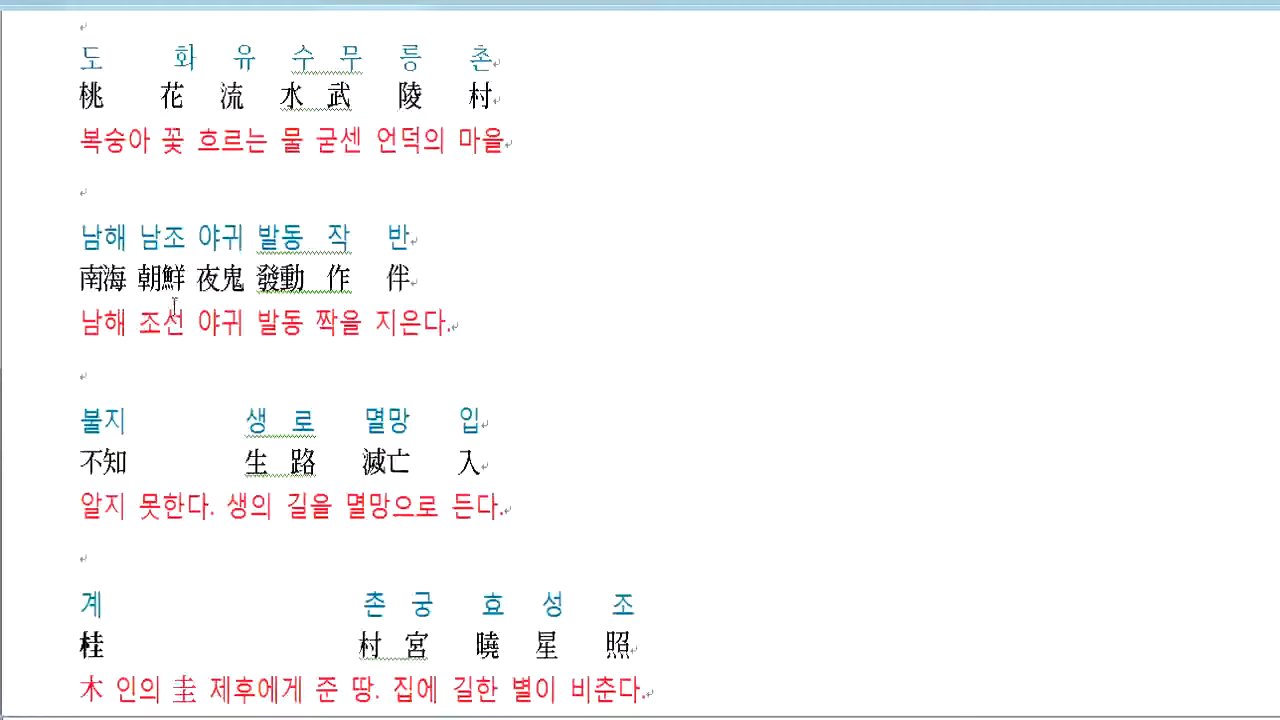 도 화 유 수 무 릉 촌
桃 花 流 水 武 陵 村
복숭아 꽃 흐르는 물 굳센 언덕의 마을
남해 남조 야귀 발동 작 반
南海 朝鮮 夜鬼 發動 作 伴
남해 조선 야귀 발동 짝을 지은다.
불지 생 로 멸망 입
不知 生 路 滅亡 入
알지 못한다. 생의 길을 멸망으로 든다.
계 촌 궁 효 성 조
桂 村 宮 曉 星 照
木 인의 圭 제후에게 준 땅. 집에 길한 별이 비춘다.